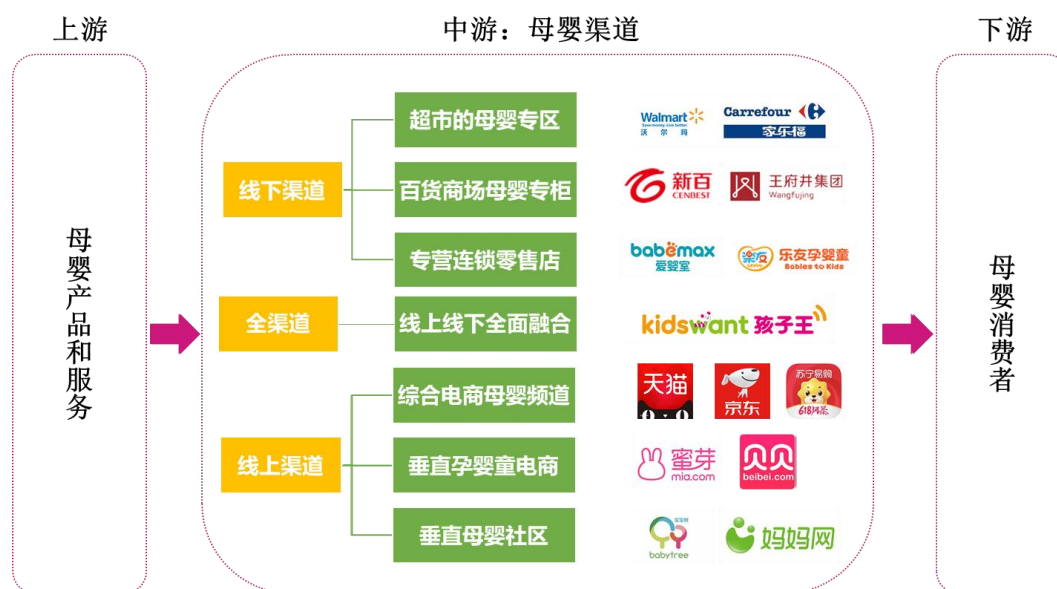 上游
中游：母婴渠道
下游
母婴产品和服务
线下渠道
超市的母婴专区
Walmart
Save money. Live better.
沃尔玛
Carrefour
家乐福
百货商场母婴专柜
新百
CENBEST
王府井集团
Wangfujing
专营连锁零售店
babemax
爱婴室
乐友
乐友孕婴童
Babies to Kids
全渠道
线上线下全面融合
kidswant 孩子王
线上渠道
综合电商母婴频道
天猫
京东
苏宁易购
垂直孕婴童电商
蜜芽
mia.com
贝贝
beibei.com
垂直母婴社区
babytree
妈妈网
母婴消费者